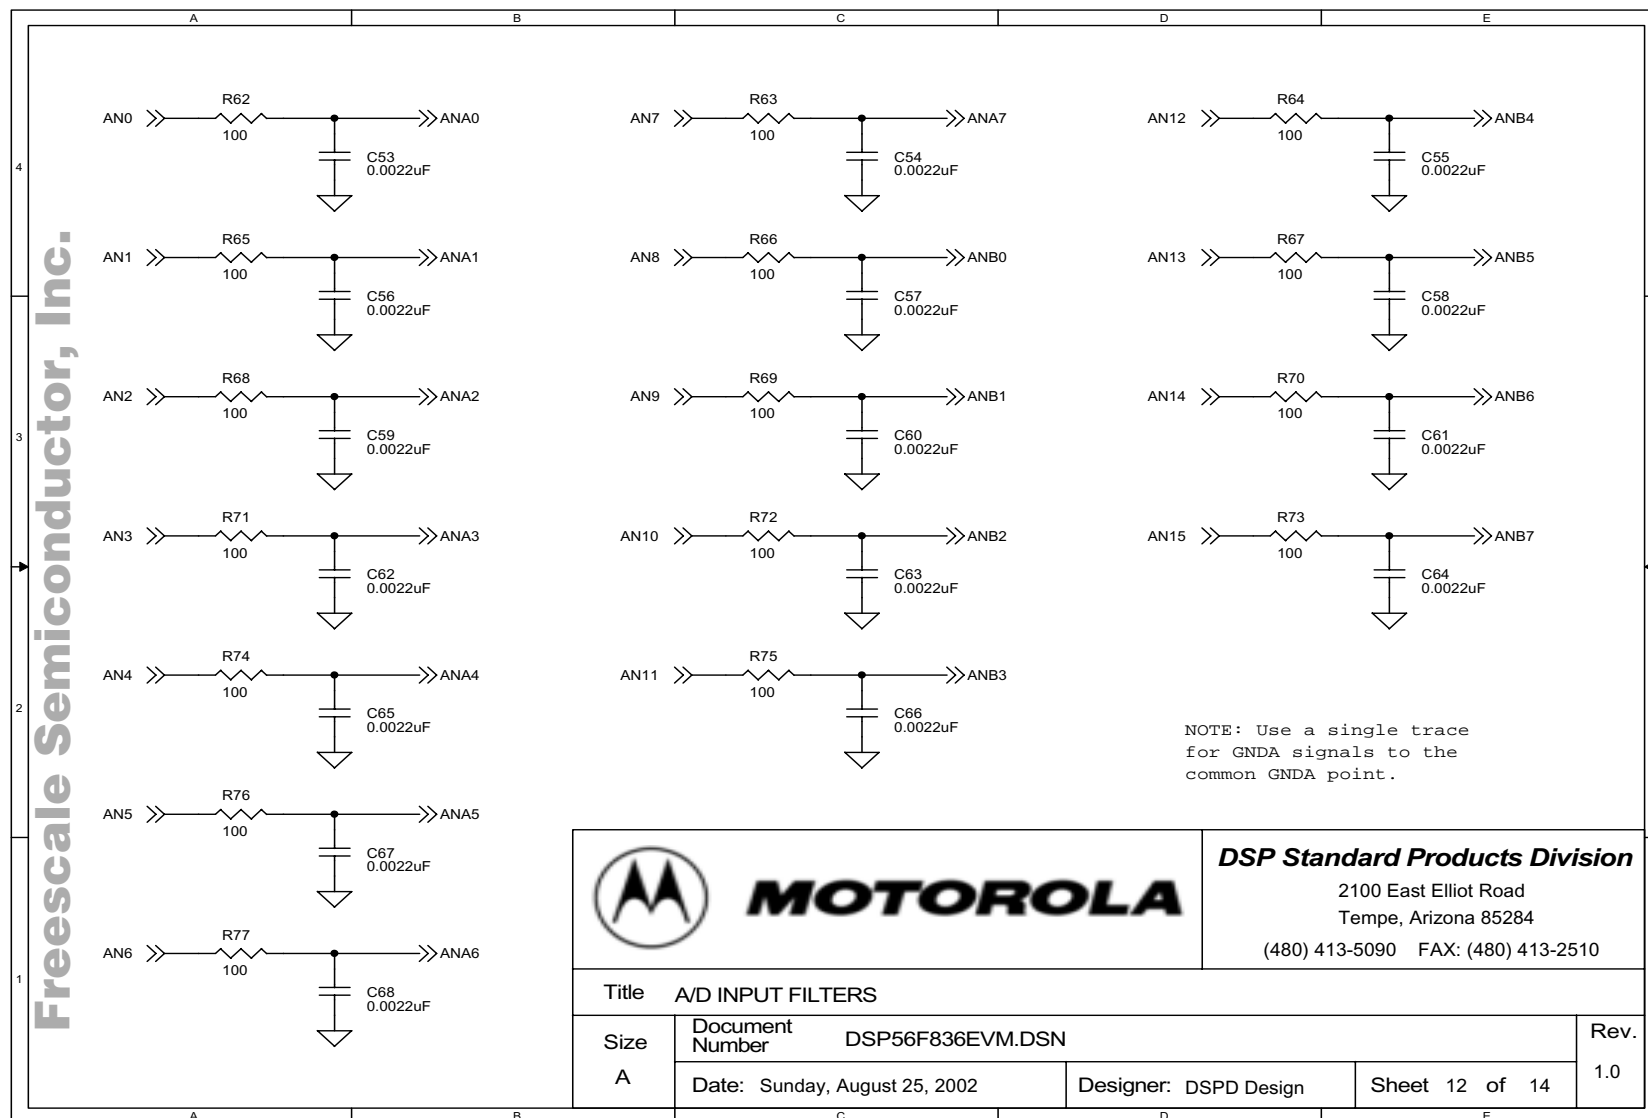 A B C D E
4
3
2
1
Freescale Semiconductor, Inc.
R62
AN0 ANA0
100
C53
0.0022uF
R65
AN1 ANA1
100
C56
0.0022uF
R68
AN2 ANA2
100
C59
0.0022uF
R71
AN3 ANA3
100
C62
0.0022uF
R74
AN4 ANA4
100
C65
0.0022uF
R76
AN5 ANA5
100
C67
0.0022uF
R77
AN6 ANA6
100
C68
0.0022uF
R63
AN7 ANA7
100
C54
0.0022uF
R66
AN8 ANB0
100
C57
0.0022uF
R69
AN9 ANB1
100
C60
0.0022uF
R72
AN10 ANB2
100
C63
0.0022uF
R75
AN11 ANB3
100
C66
0.0022uF
R64
AN12 ANB4
100
C55
0.0022uF
R67
AN13 ANB5
100
C58
0.0022uF
R70
AN14 ANB6
100
C61
0.0022uF
R73
AN15 ANB7
100
C64
0.0022uF
NOTE: Use a single trace
for GNDA signals to the
common GNDA point.
MOTOROLA
DSP Standard Products Division
2100 East Elliot Road
Tempe, Arizona 85284
(480) 413-5090 FAX: (480) 413-2510
Title A/D INPUT FILTERS
Size
A
Document
Number DSP56F836EVM.DSN
Rev.
1.0
Date: Sunday, August 25, 2002 Designer: DSPD Design Sheet 12 of 14
A B C D E